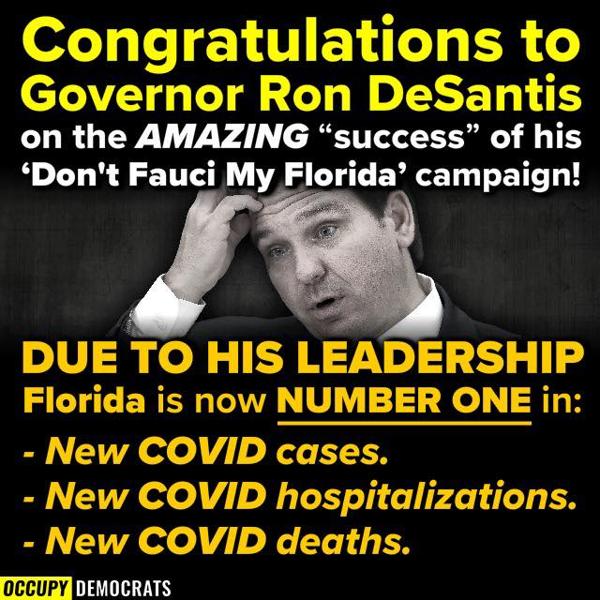 Congratulations to
Governor Ron DeSantis
on the AMAZING “success” of his
‘Don't Fauci My Florida’ campaign!
DUE TO HIS LEADERSHIP
Florida is now NUMBER ONE in:
- New COVID cases.
- New COVID hospitalizations.
- New COVID deaths.
OCCUPY DEMOCRATS